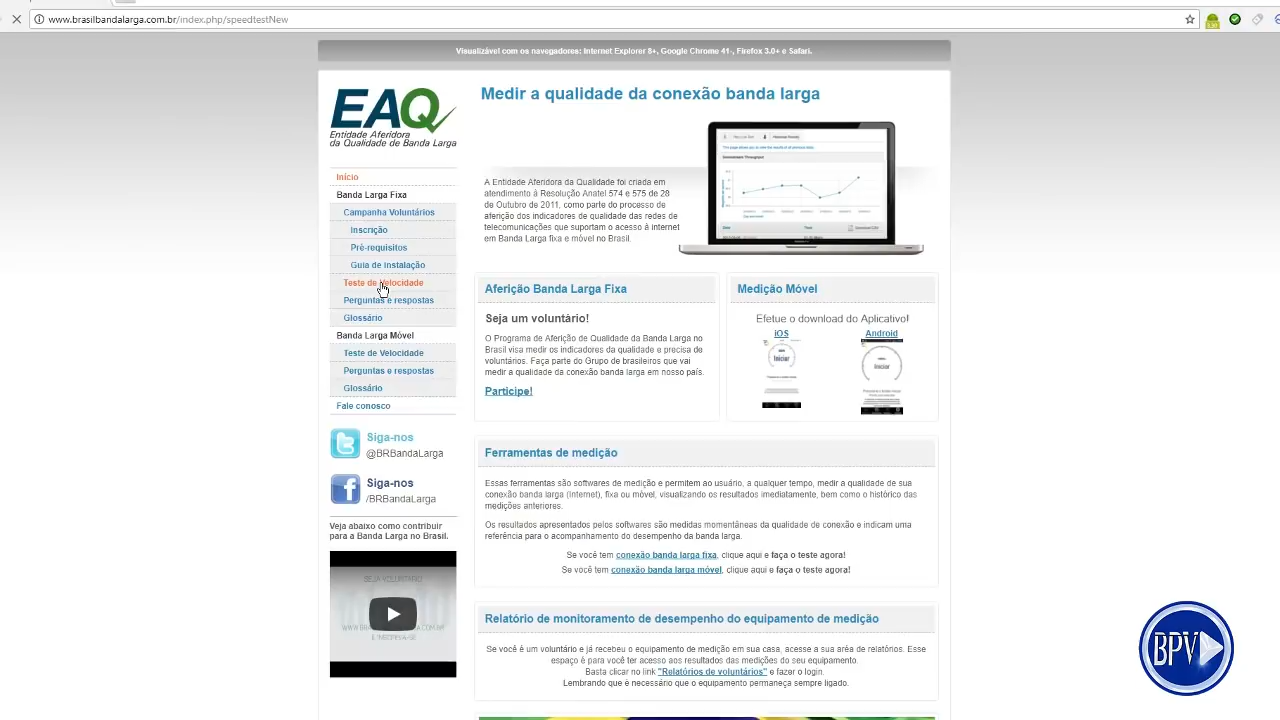 www.brasilbandalarga.com.br/index.php/speedtestNew
Visualizável com os navegadores: Internet Explorer 8+, Google Chrome 41-, Firefox 3.0+ e Safari.
EAQ
Entidade Aferidora
da Qualidade de Banda Larga
Início
Banda Larga Fixa
Campanha Voluntários
Inscrição
Pré-requisitos
Guia de instalação
Teste de Velocidade
Perguntas e respostas
Glossário
Banda Larga Móvel
Teste de Velocidade
Perguntas e respostas
Glossário
Fale conosco
Siga-nos
@BRBandaLarga
Siga-nos
/BRBandaLarga
Veja abaixo como contribuir
para a Banda Larga no Brasil.
SEJA VOLUNTÁRIO
Medir a qualidade da conexão banda larga
A Entidade Aferidora da Qualidade foi criada em
atendimento à Resolução Anatel 574 e 575 de 28
de Outubro de 2011, como parte do processo de
aferição dos indicadores de qualidade das redes de
telecomunicações que suportam o acesso à internet
em Banda Larga fixa e móvel no Brasil.
Aferição Banda Larga Fixa
Seja um voluntário!
O Programa de Aferição de Qualidade da Banda Larga no
Brasil visa medir os indicadores da qualidade e precisa de
voluntários. Faça parte do Grupo de brasileiros que vai
medir a qualidade da conexão banda larga em nosso país.
Participe!
Medição Móvel
Efetue o download do Aplicativo!
iOS
Android
Iniciar
Iniciar
Ferramentas de medição
Essas ferramentas são softwares de medição e permitem ao usuário, a qualquer tempo, medir a qualidade de sua
conexão banda larga (Internet), fixa ou móvel, visualizando os resultados imediatamente, bem como o histórico das
medições anteriores.
Os resultados apresentados pelos softwares são medidas momentâneas da qualidade de conexão e indicam uma
referência para o acompanhamento do desempenho da banda larga.
Se você tem conexão banda larga fixa, clique aqui e faça o teste agora!
Se você tem conexão banda larga móvel, clique aqui e faça o teste agora!
Relatório de monitoramento de desempenho do equipamento de medição
Se você é um voluntário e já recebeu o equipamento de medição em sua casa, acesse a sua aréa de relatórios. Esse
espaço é para você ter acesso aos resultados das medições do seu equipamento.
Basta clicar no link "Relatórios de voluntários" e fazer o login.
Lembrando que é necessário que o equipamento permaneça sempre ligado.
BPV